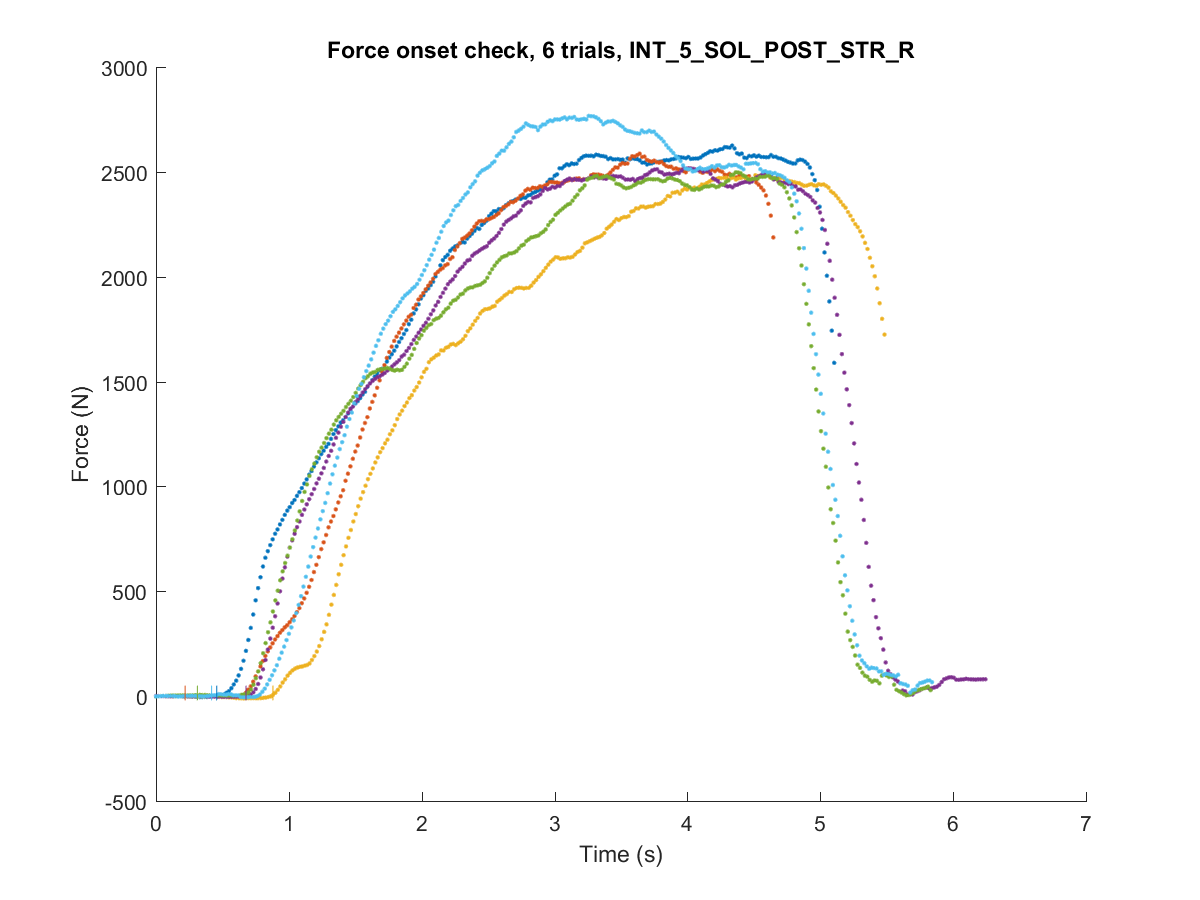 Force onset check, 6 trials, INT_5_SOL_POST_STR_R
3000
2500
2000
1500
1000
500
0
-500
Force (N)
0 1 2 3 4 5 6 7
Time (s)